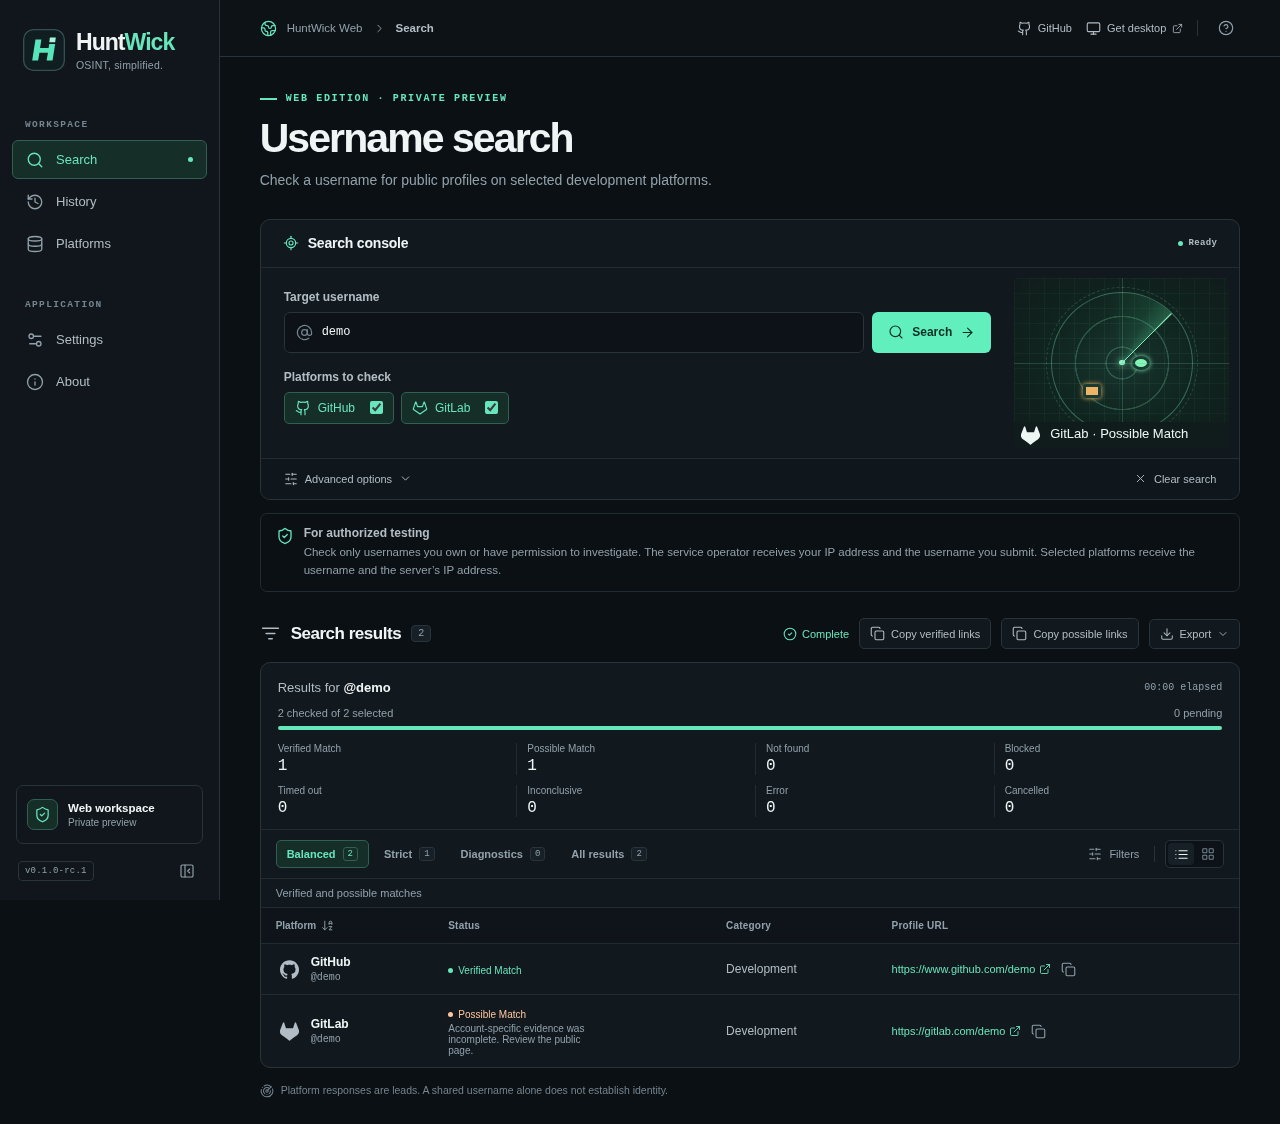 HuntWick
OSINT, simplified.
WORKSPACE
Search
History
Platforms
APPLICATION
Settings
About
Web workspace
Private preview
v0.1.0-rc.1
HuntWick Web > Search
GitHub
Get desktop
WEB EDITION · PRIVATE PREVIEW
Username search
Check a username for public profiles on selected development platforms.
Search console
Ready
Target username
demo
Search
Platforms to check
GitHub
GitLab
GitLab · Possible Match
Advanced options
Clear search
For authorized testing
Check only usernames you own or have permission to investigate. The service operator receives your IP address and the username you submit. Selected platforms receive the
username and the server’s IP address.
Search results 2
Complete
Copy verified links
Copy possible links
Export
Results for @demo
00:00 elapsed
2 checked of 2 selected
0 pending
Verified Match
1
Possible Match
1
Not found
0
Blocked
0
Timed out
0
Inconclusive
0
Error
0
Cancelled
0
Balanced 2
Strict 1
Diagnostics 0
All results 2
Filters
Verified and possible matches
Platform
Status
Category
Profile URL
GitHub
@demo
Verified Match
Development
https://www.github.com/demo
GitLab
@demo
Possible Match
Account-specific evidence was
incomplete. Review the public
page.
Development
https://gitlab.com/demo
Platform responses are leads. A shared username alone does not establish identity.